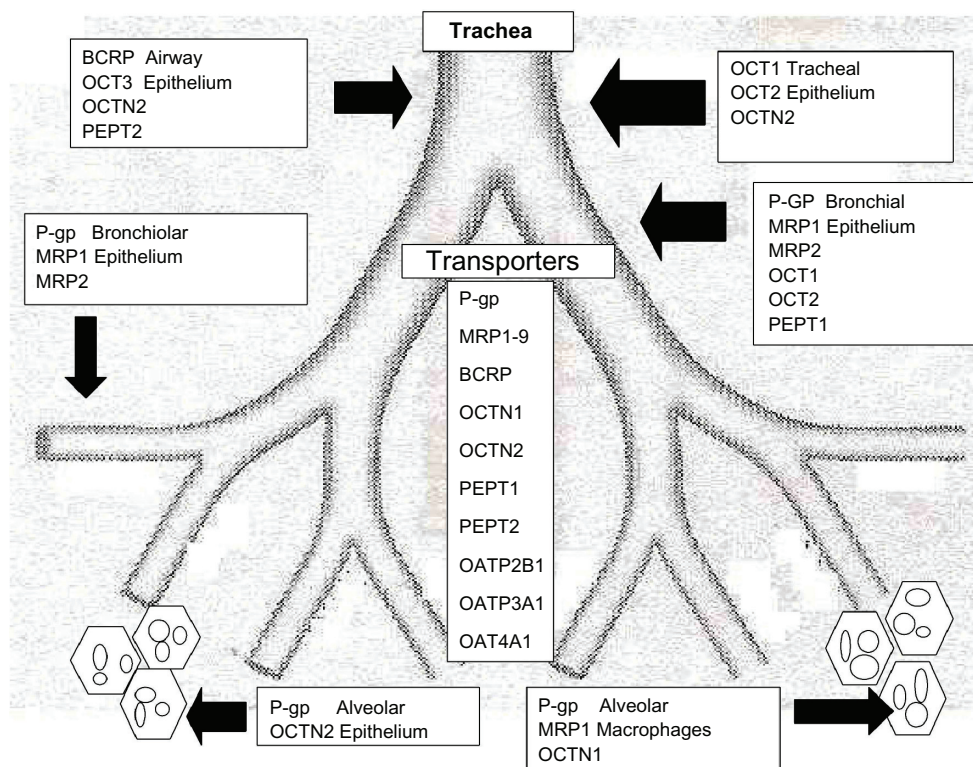 Trachea
BCRP Airway
OCT3 Epithelium
OCTN2
PEPT2
OCT1 Tracheal
OCT2 Epithelium
OCTN2
P-gp Bronchiolar
MRP1 Epithelium
MRP2
P-GP Bronchial
MRP1 Epithelium
MRP2
OCT1
OCT2
PEPT1
Transporters
P-gp
MRP1-9
BCRP
OCTN1
OCTN2
PEPT1
PEPT2
OATP2B1
OATP3A1
OAT4A1
P-gp Alveolar
OCTN2 Epithelium
P-gp Alveolar
MRP1 Macrophages
OCTN1